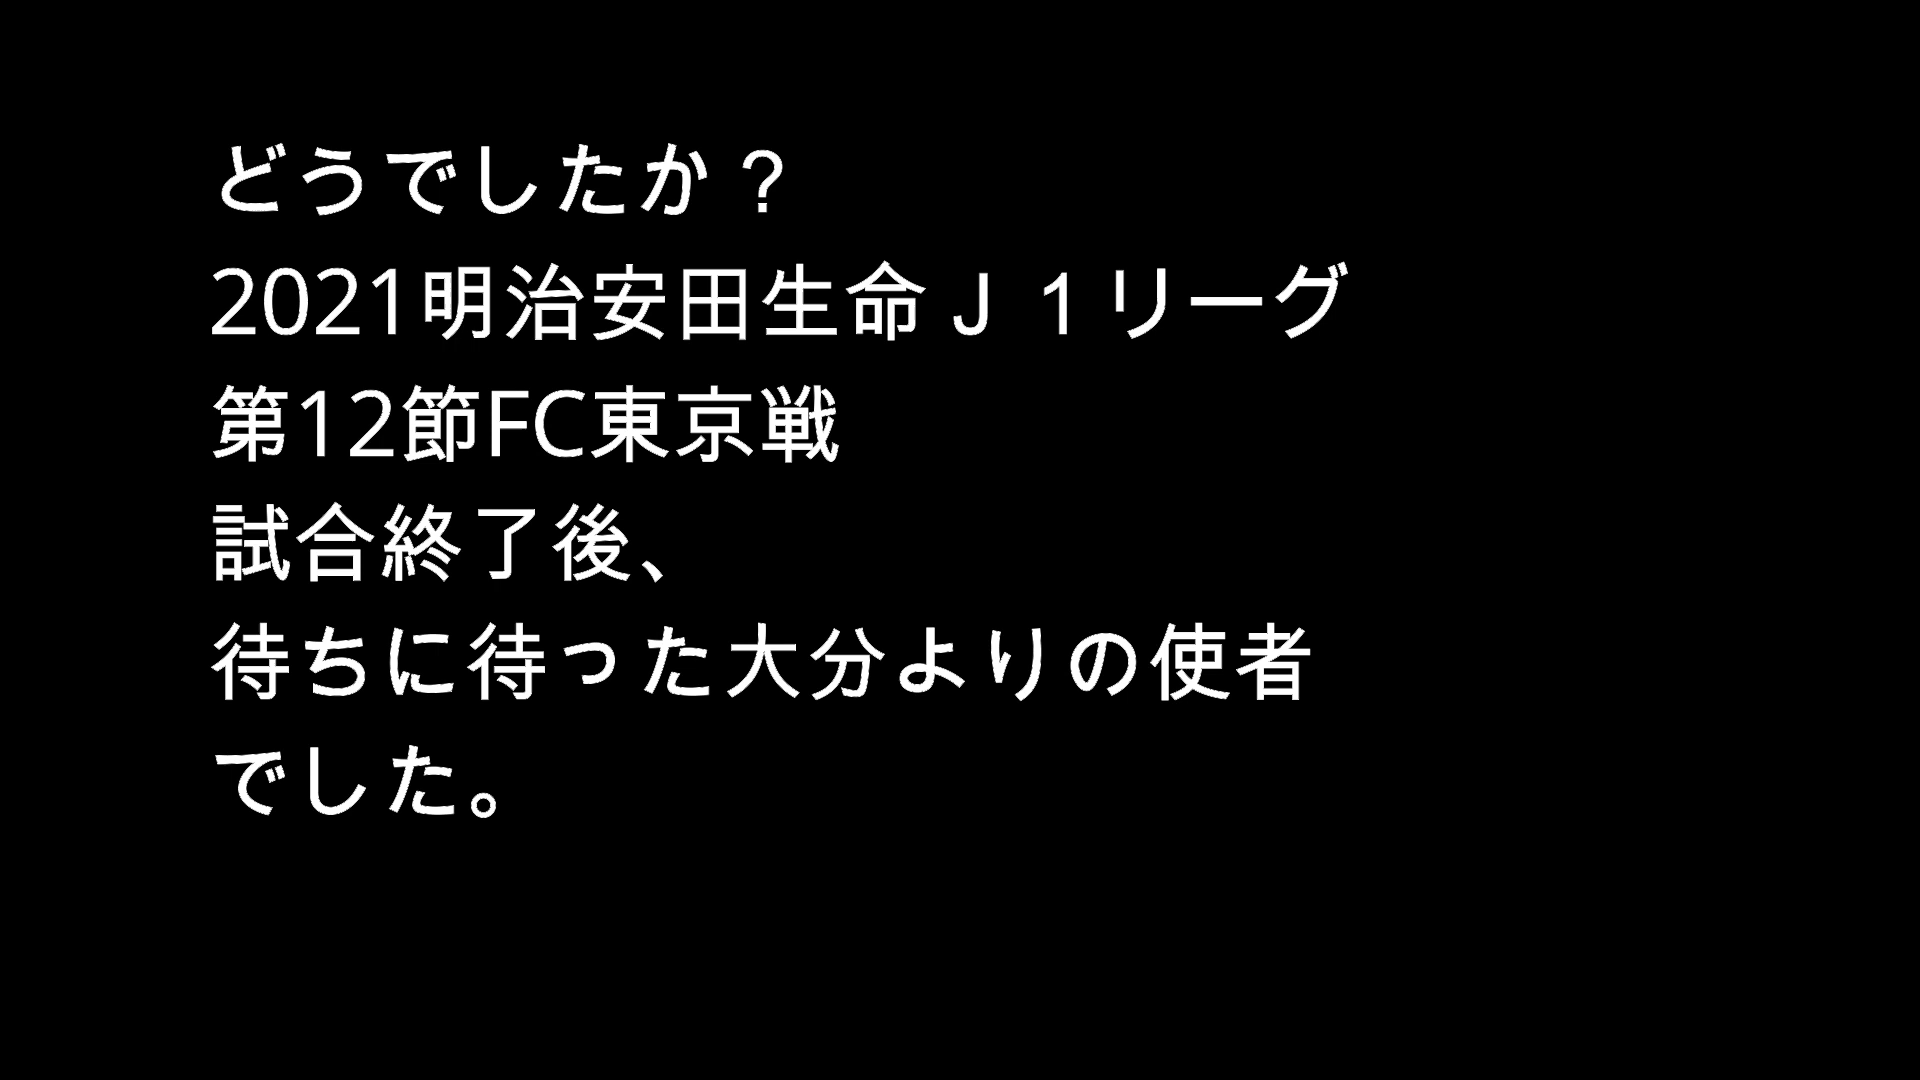 どうでしたか？
2021明治安田生命Ｊ１リーグ
第12節FC東京戦
試合終了後、
待ちに待った大分よりの使者
でした。